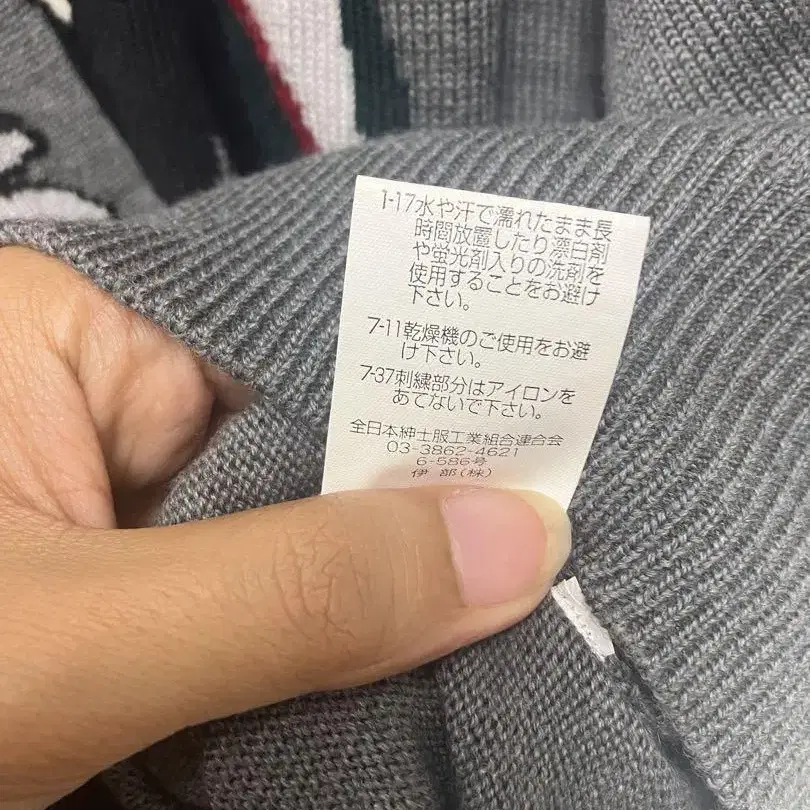 1-17水や汗で濡れたまま長
時間放置したり漂白剤
や蛍光剤入りの洗剤を
使用することをお避け
下さい。
7-11乾燥機のご使用をお避
け下さい。
7-37刺繍部分はアイロンを
あてないで下さい。
全日本紳士服工業組合連合会
03-3862-4621
6-586号
伊 部(株)